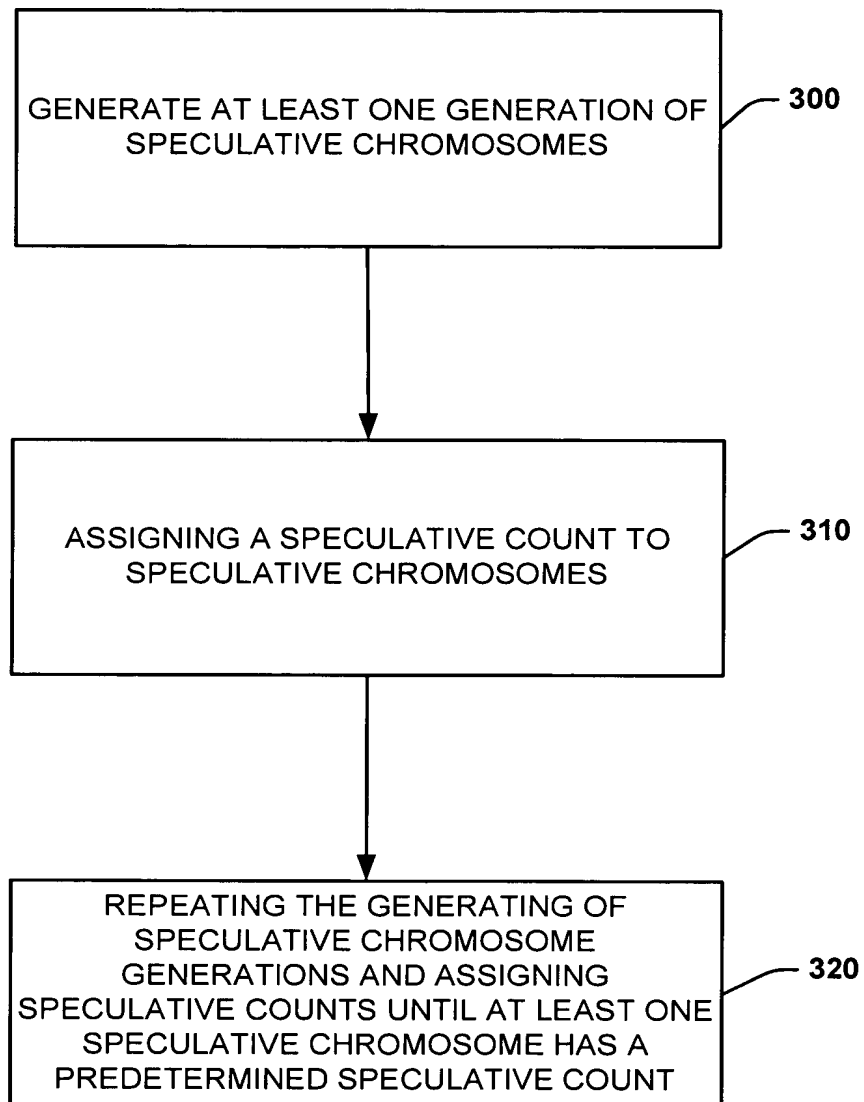 GENERATE AT LEAST ONE GENERATION OF
SPECULATIVE CHROMOSOMES
300
ASSIGNING A SPECULATIVE COUNT TO
SPECULATIVE CHROMOSOMES
310
REPEATING THE GENERATING OF
SPECULATIVE CHROMOSOME
GENERATIONS AND ASSIGNING
SPECULATIVE COUNTS UNTIL AT LEAST ONE
SPECULATIVE CHROMOSOME HAS A
PREDETERMINED SPECULATIVE COUNT
320